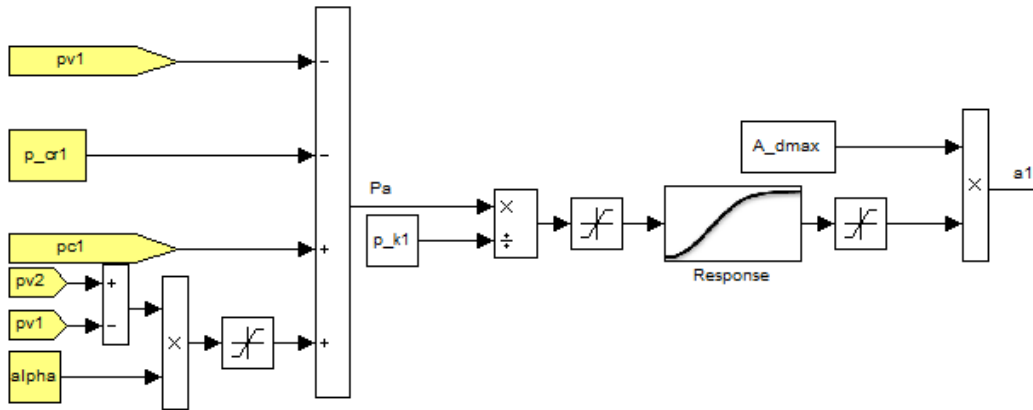 pv1
p_cr1
pc1
pv2
pv1
alpha
+
−
×
−
−
+
+
Pa
p_k1
×
÷
Response
A_dmax
×
a1